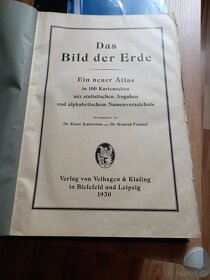 Das
Bild der Erde
Ein neuer Atlas
in 100 Kartenseiten
mit statistischen Angaben
und alphabetischem Namenverzeichnis
Herausgegeben von
Dr. Ernst Ambrosius und Dr. Konrad Frenzel
Verlag von Velhagen & Klasing
in Bielefeld und Leipzig
1930